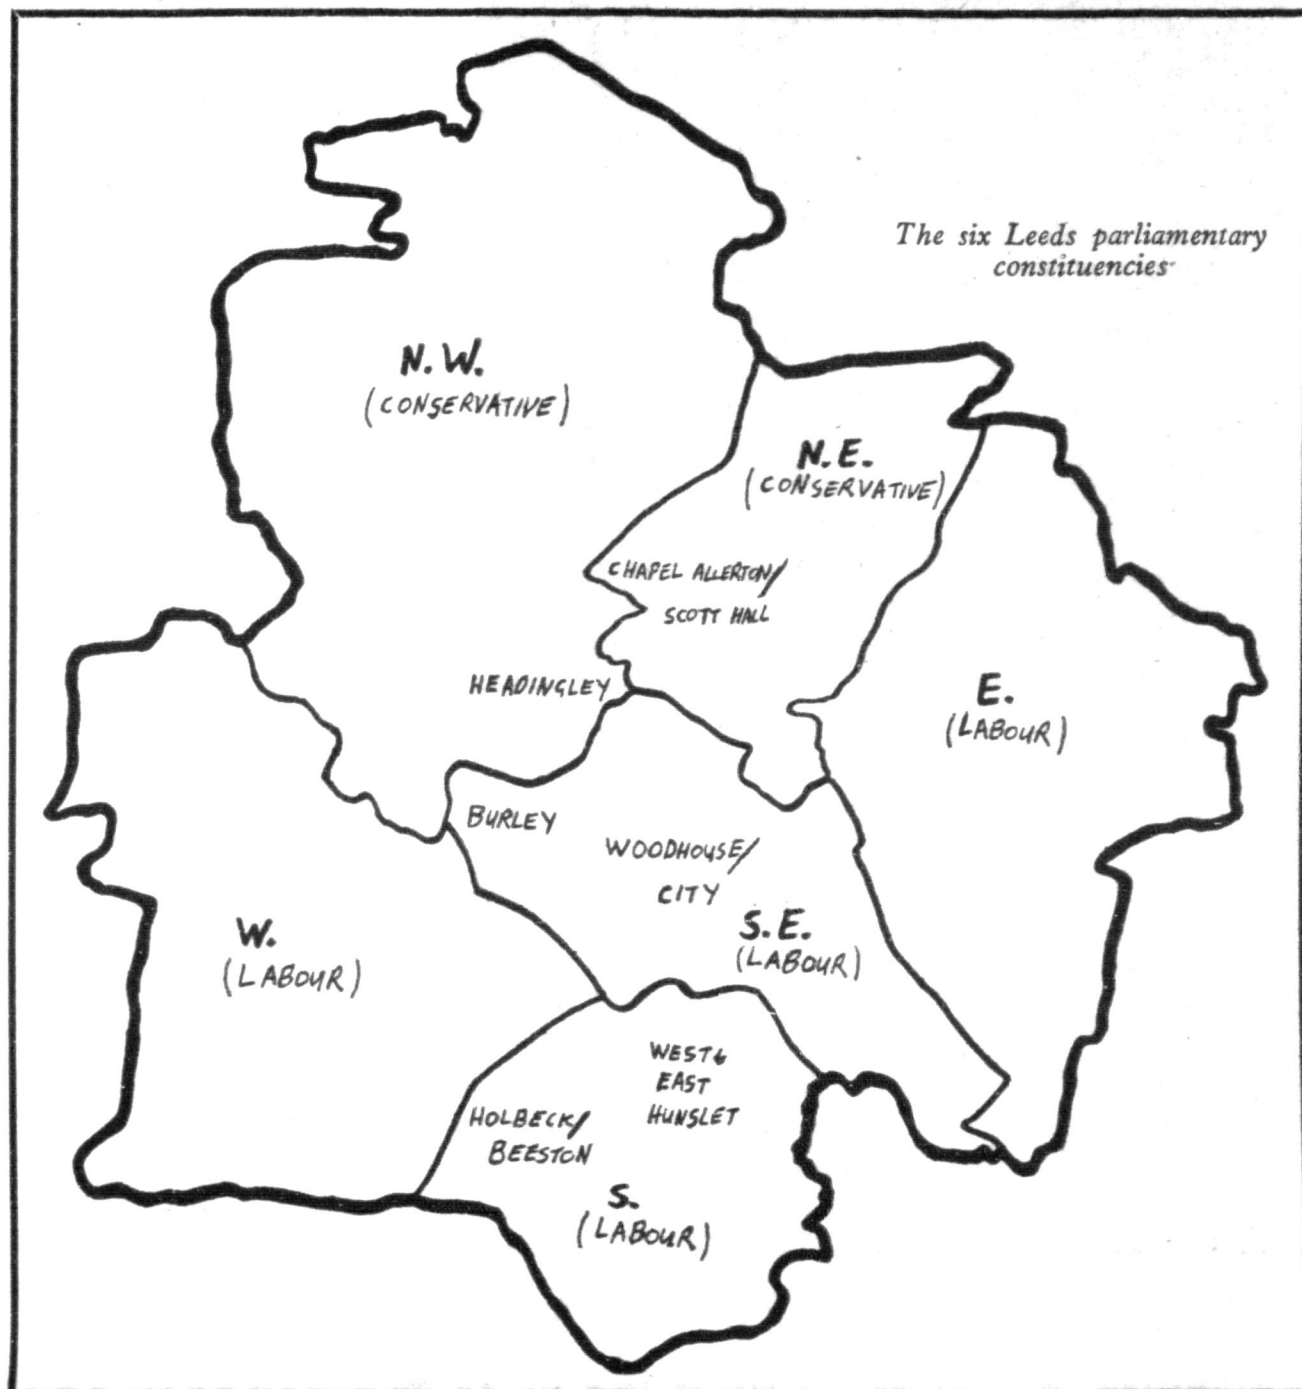 The six Leeds parliamentary
constituencies
N.W.
(CONSERVATIVE)
N.E.
(CONSERVATIVE)
CHAPEL ALLERTON/
SCOTT HALL
HEADINGLEY
E.
(LABOUR)
BURLEY
WOODHOUSE/
CITY
S.E.
(LABOUR)
W.
(LABOUR)
WEST &
EAST
HUNSLET
HOLBECK/
BEESTON
S.
(LABOUR)